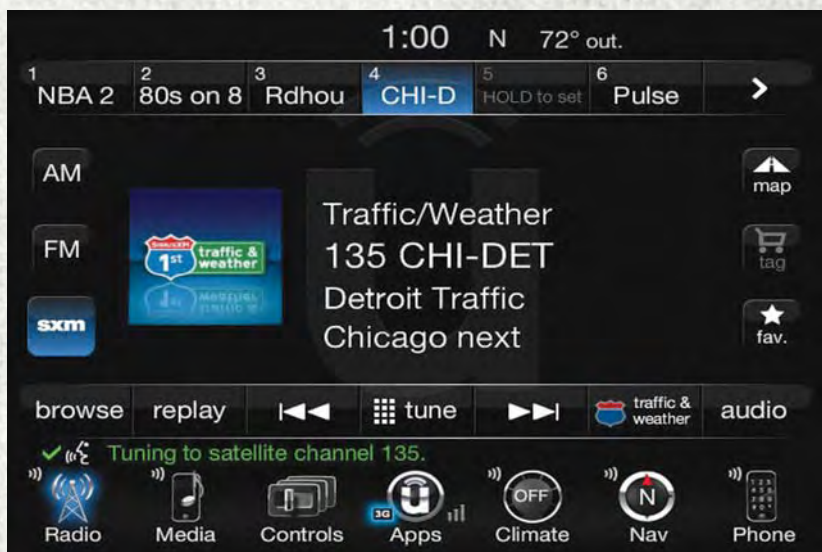 1:00 N 72° out.
1 NBA 2 2 80s on 8 3 Rdhou 4 CHI-D 5 HOLD to set 6 Pulse >
AM
map
Traffic/Weather
FM
SiriusXM
1st traffic & weather
135 CHI-DET
tag
Detroit Traffic
sxm
Chicago next
fav.
browse replay tune traffic & weather audio
Tuning to satellite channel 135.
3G OFF N
Radio Media Controls Apps Climate Nav Phone